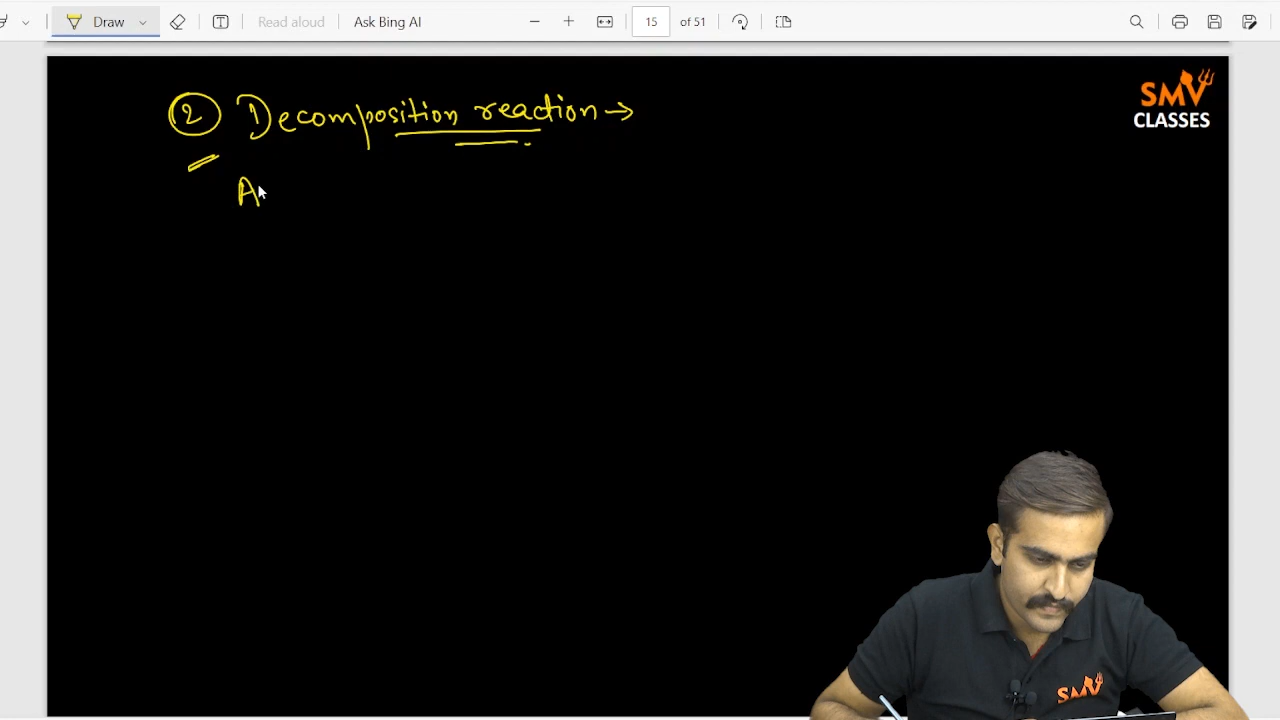 Draw
Read aloud
Ask Bing AI
15 of 51
SMV
CLASSES
② Decomposition reaction →
A
SMV